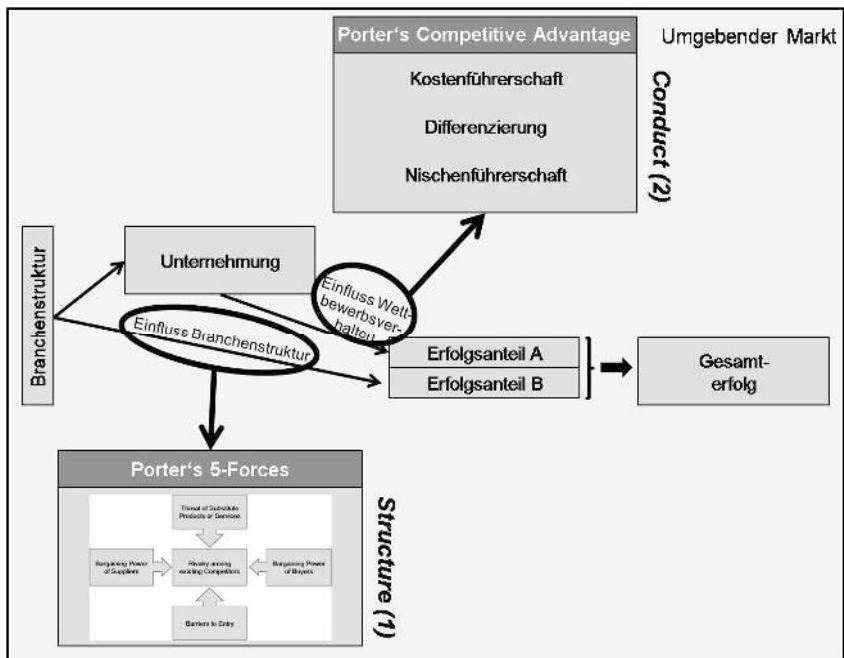 Porter's Competitive Advantage
Umgebender Markt
Kostenführerschaft
Differenzierung
Nischenführerschaft
Conduct (2)
Branchenstruktur
Unternehmung
Einfluss Wett-
bewerbsver-
Einfluss Branchenstruktur
Erfolgsanteil A
Erfolgsanteil B
Gesamt-
erfolg
Porter's 5-Forces
Threat of Substitute
Products or Services
Bargaining Power
of Suppliers
Rivalry among
existing Competitors
Bargaining Power
of Buyers
Barriers to Entry
Structure (1)